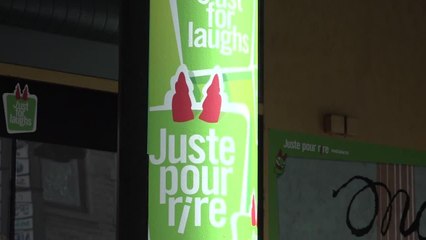 Just
for
laughs
Just
for
laughs
Juste
pour
rire
Juste pour rire